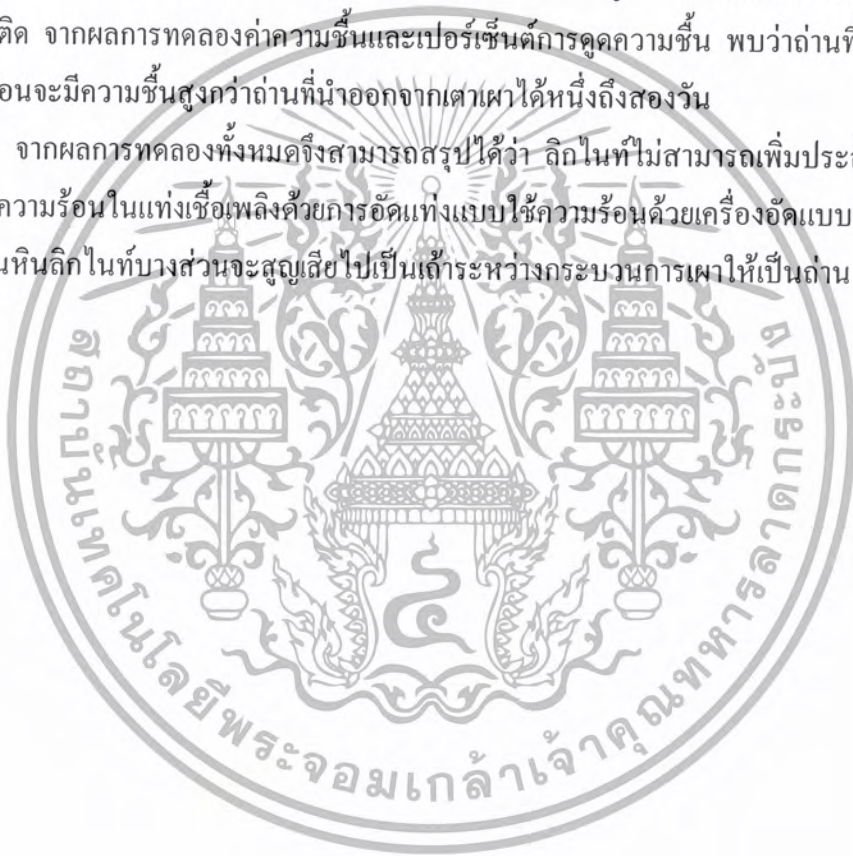 ติด จากผลการทดลองค่าความชื้นและเปอร์เซ็นต์การดูดความชื้น พบว่าถ่านที่
อนจะมีความชื้นสูงกว่าถ่านที่นำออกจากเตาเผาได้หนึ่งถึงสองวัน
จากผลการทดลองทั้งหมดจึงสามารถสรุปได้ว่า ลิกไนท์ไม่สามารถเพิ่มประ
ความร้อนในแท่งเชื้อเพลิงด้วยการอัดแท่งแบบใช้ความร้อนด้วยเครื่องอัดแบบ
นหินลิกไนท์บางส่วนจะสูญเสียไปเป็นเถ้าระหว่างกระบวนการเผาให้เป็นถ่าน
สถาบันเทคโนโลยีพระจอมเกล้าเจ้าคุณทหารลาดกระบัง
๔